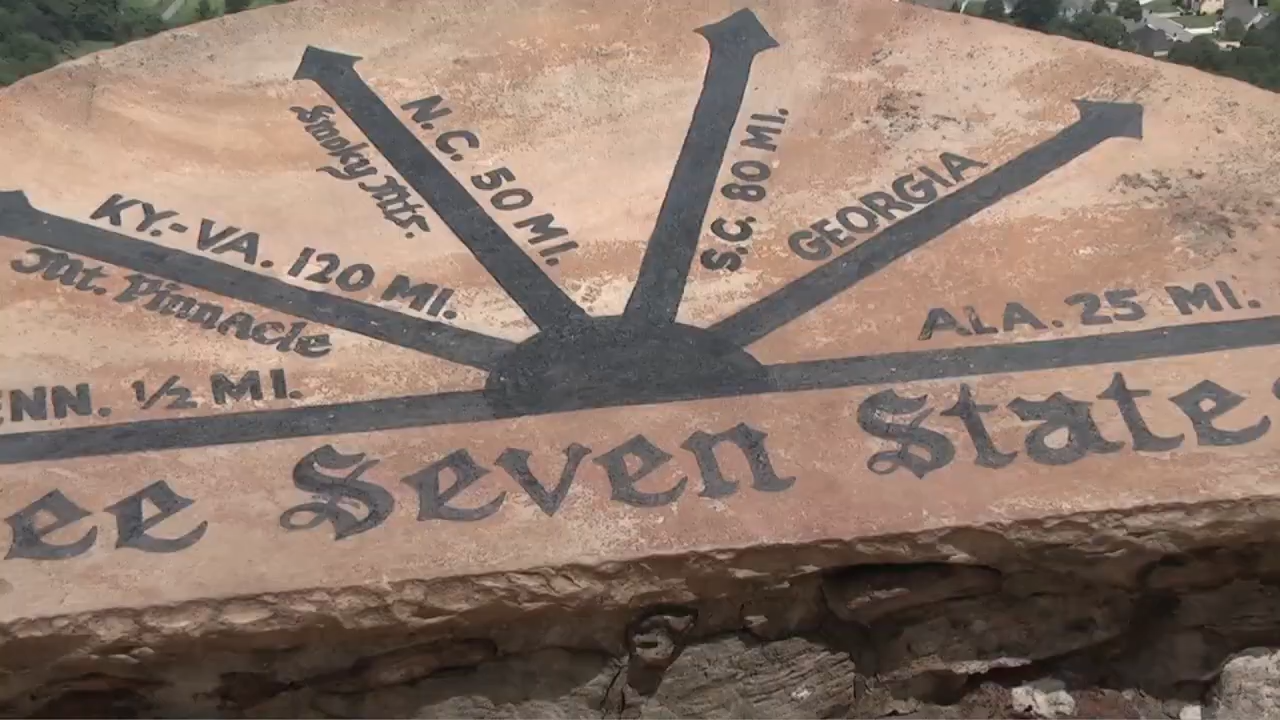 N. C. 50 MI.
Smoky Mts.
S.C. 80 MI.
GEORGIA
KY.-VA. 120 MI.
Mt. Pinnacle
ALA. 25 MI.
ENN. 1/2 MI.
ee Seven States